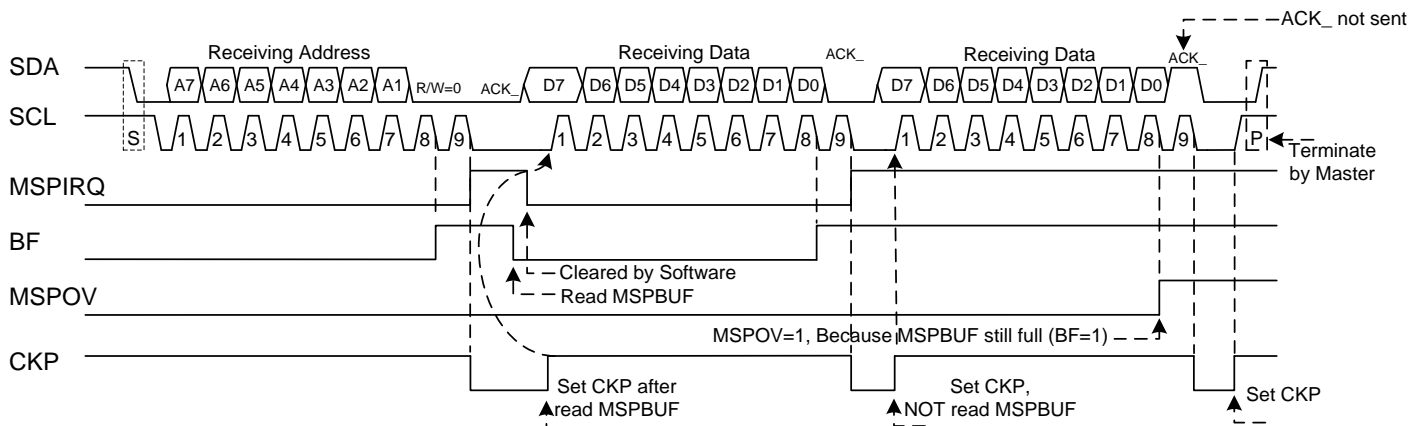 ACK_ not sent
Receiving Address
ACK_
Receiving Data
Receiving Data
ACK_
SDA
A7 A6 A5 A4 A3 A2 A1 R/W=0 ACK_ D7 D6 D5 D4 D3 D2 D1 D0 D7 D6 D5 D4 D3 D2 D1 D0
SCL
S 1 2 3 4 5 6 7 8 9 1 2 3 4 5 6 7 8 9 1 2 3 4 5 6 7 8 9 P
Terminate
by Master
MSPIRQ
BF
Cleared by Software
Read MSPBUF
MSPOV
MSPOV=1, Because MSPBUF still full (BF=1)
CKP
Set CKP after
read MSPBUF
Set CKP,
NOT read MSPBUF
Set CKP